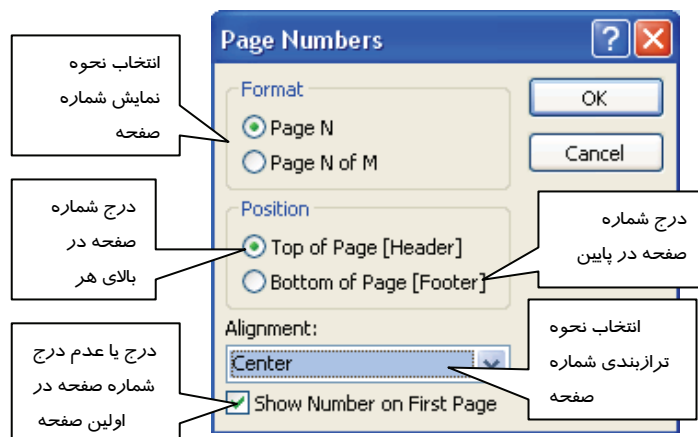 Page Numbers
انتخاب نحوه
نمایش شماره
صفحه
Format
Page N
Page N of M
OK
Cancel
درج شماره
صفحه در
بالای هر
Position
Top of Page [Header]
Bottom of Page [Footer]
درج شماره
صفحه در پایین
Alignment:
Center
انتخاب نحوه
ترازبندی شماره
صفحه
درج یا عدم درج
شماره صفحه در
اولین صفحه
Show Number on First Page